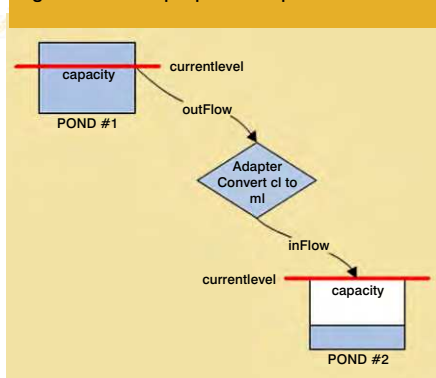 capacity
currentlevel
outFlow
POND #1
Adapter
Convert cl to
ml
inFlow
currentlevel
capacity
POND #2